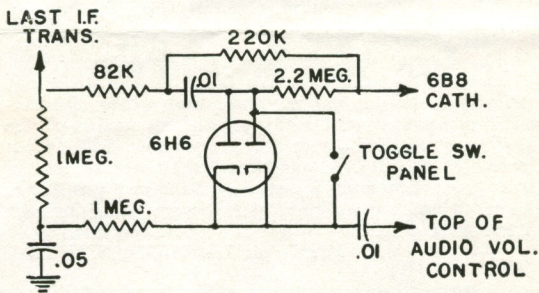 LAST I.F.
TRANS.
220K
82K
.01
2.2 MEG.
6B8
CATH.
6H6
1MEG.
TOGGLE SW.
PANEL
1MEG.
.05
.01
TOP OF
AUDIO VOL.
CONTROL